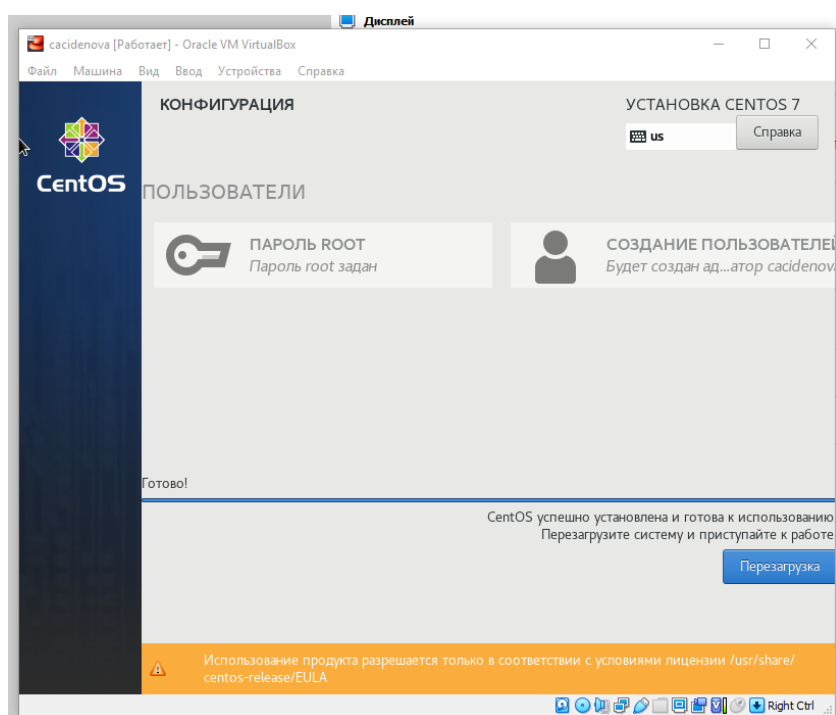 Дисплей
cacidenova [Работает] - Oracle VM VirtualBox
Файл Машина Вид Ввод Устройства Справка
КОНФИГУРАЦИЯ
УСТАНОВКА CENTOS 7
us
Справка
CentOS
ПОЛЬЗОВАТЕЛИ
ПАРОЛЬ ROOT
Пароль root задан
СОЗДАНИЕ ПОЛЬЗОВАТЕЛЕЙ
Будет создан ад...атор cacidenova
Готово!
CentOS успешно установлена и готова к использованию
Перезагрузите систему и приступайте к работе
Перезагрузка
Использование продукта разрешается только в соответствии с условиями лицензии /usr/share/
centos-release/EULA
Right Ctrl